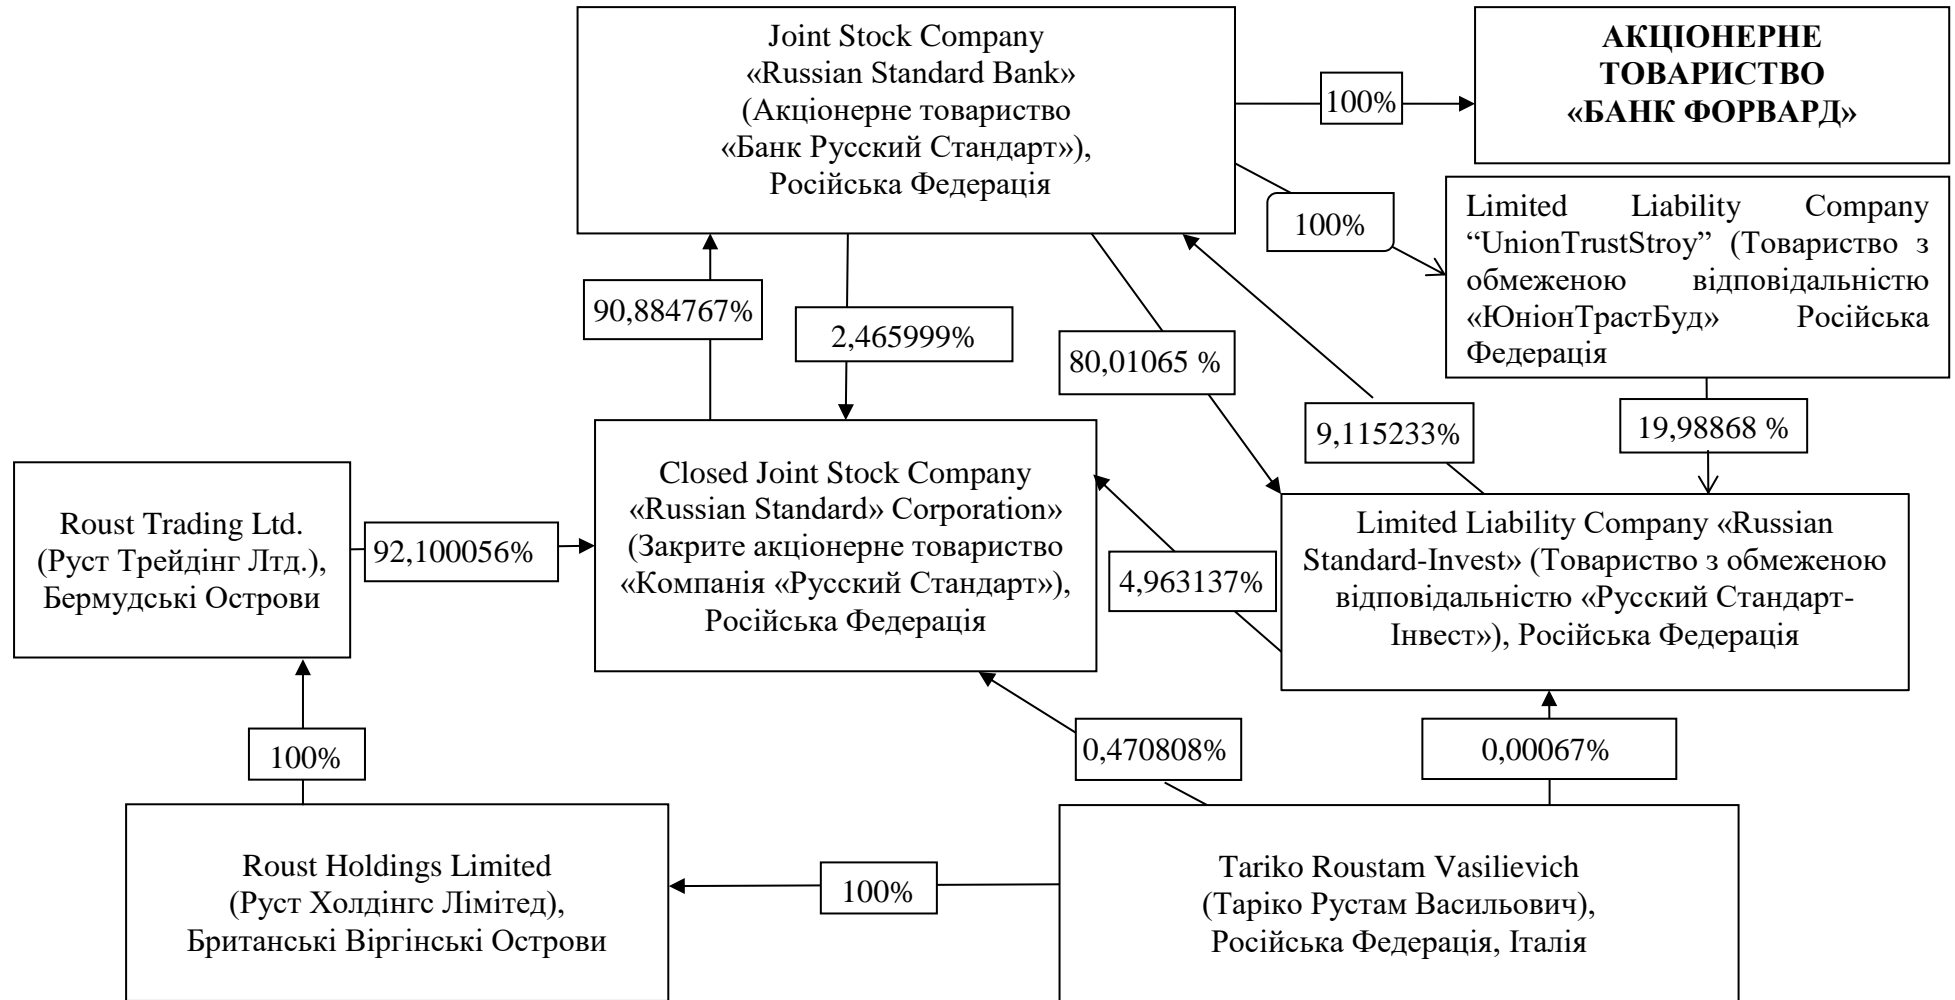 Joint Stock Company
«Russian Standard Bank»
(Акціонерне товариство
«Банк Русский Стандарт»),
Російська Федерація
100%
АКЦІОНЕРНЕ
ТОВАРИСТВО
«БАНК ФОРВАРД»
100%
Limited Liability Company
“UnionTrustStroy” (Товариство з
обмеженою відповідальністю
«ЮніонТрастБуд» Російська
Федерація
90,884767%
2,465999%
80,01065 %
9,115233%
19,98868 %
Roust Trading Ltd.
(Руст Трейдінг Лтд.),
Бермудські Острови
92,100056%
Closed Joint Stock Company
«Russian Standard» Corporation»
(Закрите акціонерне товариство
«Компанія «Русский Стандарт»),
Російська Федерація
4,963137%
Limited Liability Company «Russian
Standard-Invest» (Товариство з обмеженою
відповідальністю «Русский Стандарт-
Інвест»), Російська Федерація
100%
0,470808%
0,00067%
Roust Holdings Limited
(Руст Холдінгс Лімітед),
Британські Віргінські Острови
100%
Tariko Roustam Vasilievich
(Таріко Рустам Васильович),
Російська Федерація, Італія